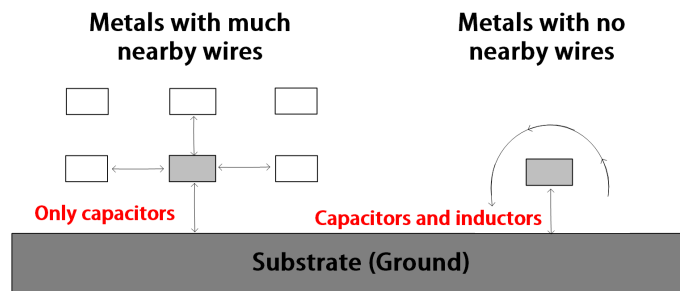 Metals with much
nearby wires
Metals with no
nearby wires
Only capacitors
Capacitors and inductors
Substrate (Ground)